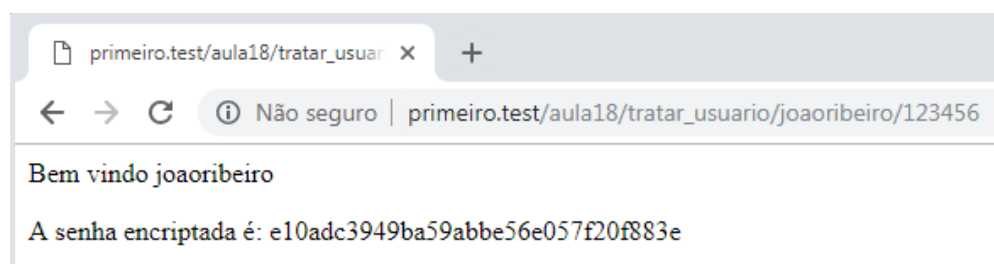 primeiro.test/aula18/tratar_usuar
Não seguro | primeiro.test/aula18/tratar_usuario/joaoribeiro/123456
Bem vindo joaoribeiro
A senha encriptada é: e10adc3949ba59abbe56e057f20f883e